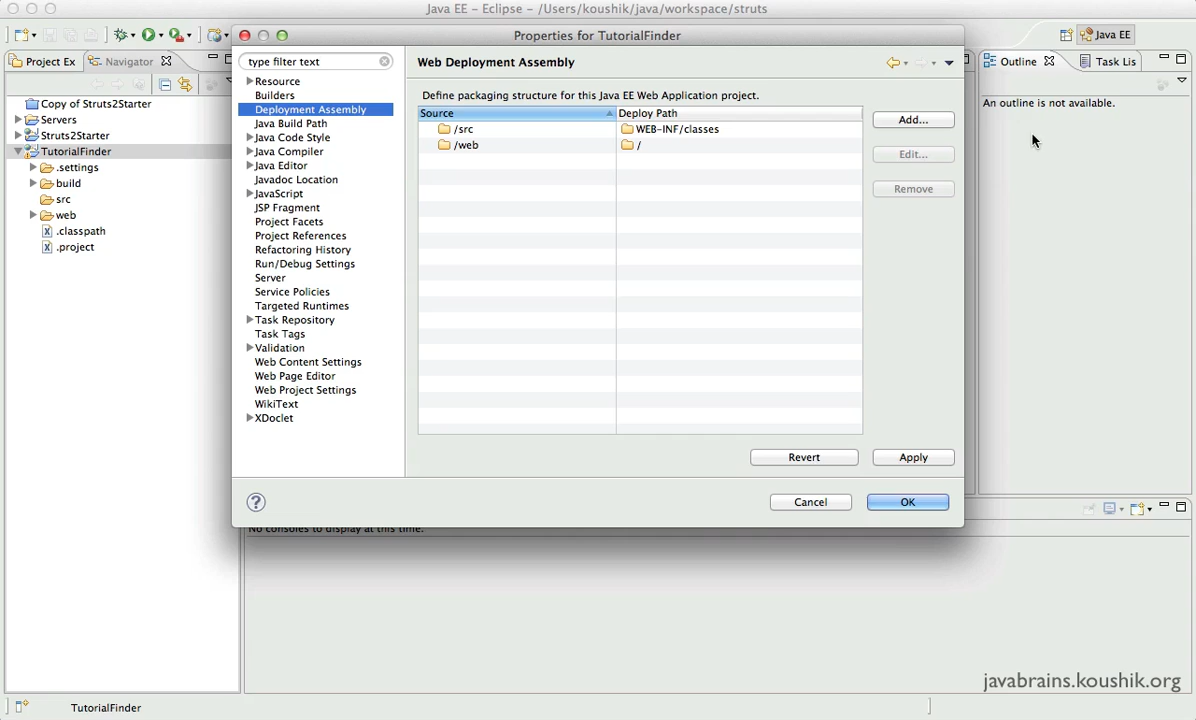 Java EE – Eclipse – /Users/koushik/java/workspace/struts
Java EE
Project Ex
Navigator
Copy of Struts2Starter
Servers
Struts2Starter
TutorialFinder
.settings
build
src
web
.classpath
.project
Properties for TutorialFinder
type filter text
Resource
Builders
Deployment Assembly
Java Build Path
Java Code Style
Java Compiler
Java Editor
Javadoc Location
JavaScript
JSP Fragment
Project Facets
Project References
Refactoring History
Run/Debug Settings
Server
Service Policies
Targeted Runtimes
Task Repository
Task Tags
Validation
Web Content Settings
Web Page Editor
Web Project Settings
WikiText
XDoclet
Web Deployment Assembly
Define packaging structure for this Java EE Web Application project.
Source Deploy Path
/src WEB-INF/classes
/web /
Add...
Edit...
Remove
Revert Apply
Cancel OK
Outline
Task Lis
An outline is not available.
No consoles to display at this time.
javabrains.koushik.org
TutorialFinder